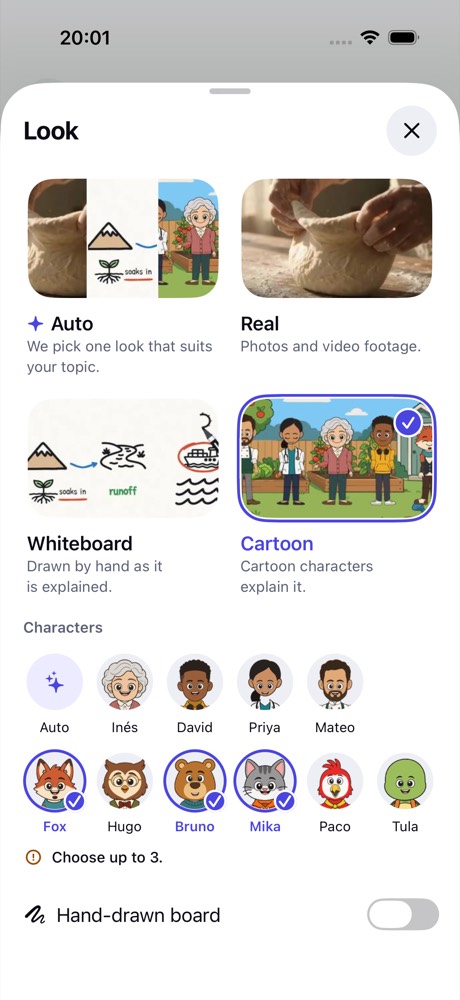 20:01
Look
soaks in
Auto
We pick one look that suits
your topic.
Real
Photos and video footage.
soaks in
runoff
Whiteboard
Drawn by hand as it
is explained.
Cartoon
Cartoon characters
explain it.
Characters
Auto
Inés
David
Priya
Mateo
Fox
Hugo
Bruno
Mika
Paco
Tula
Choose up to 3.
Hand-drawn board